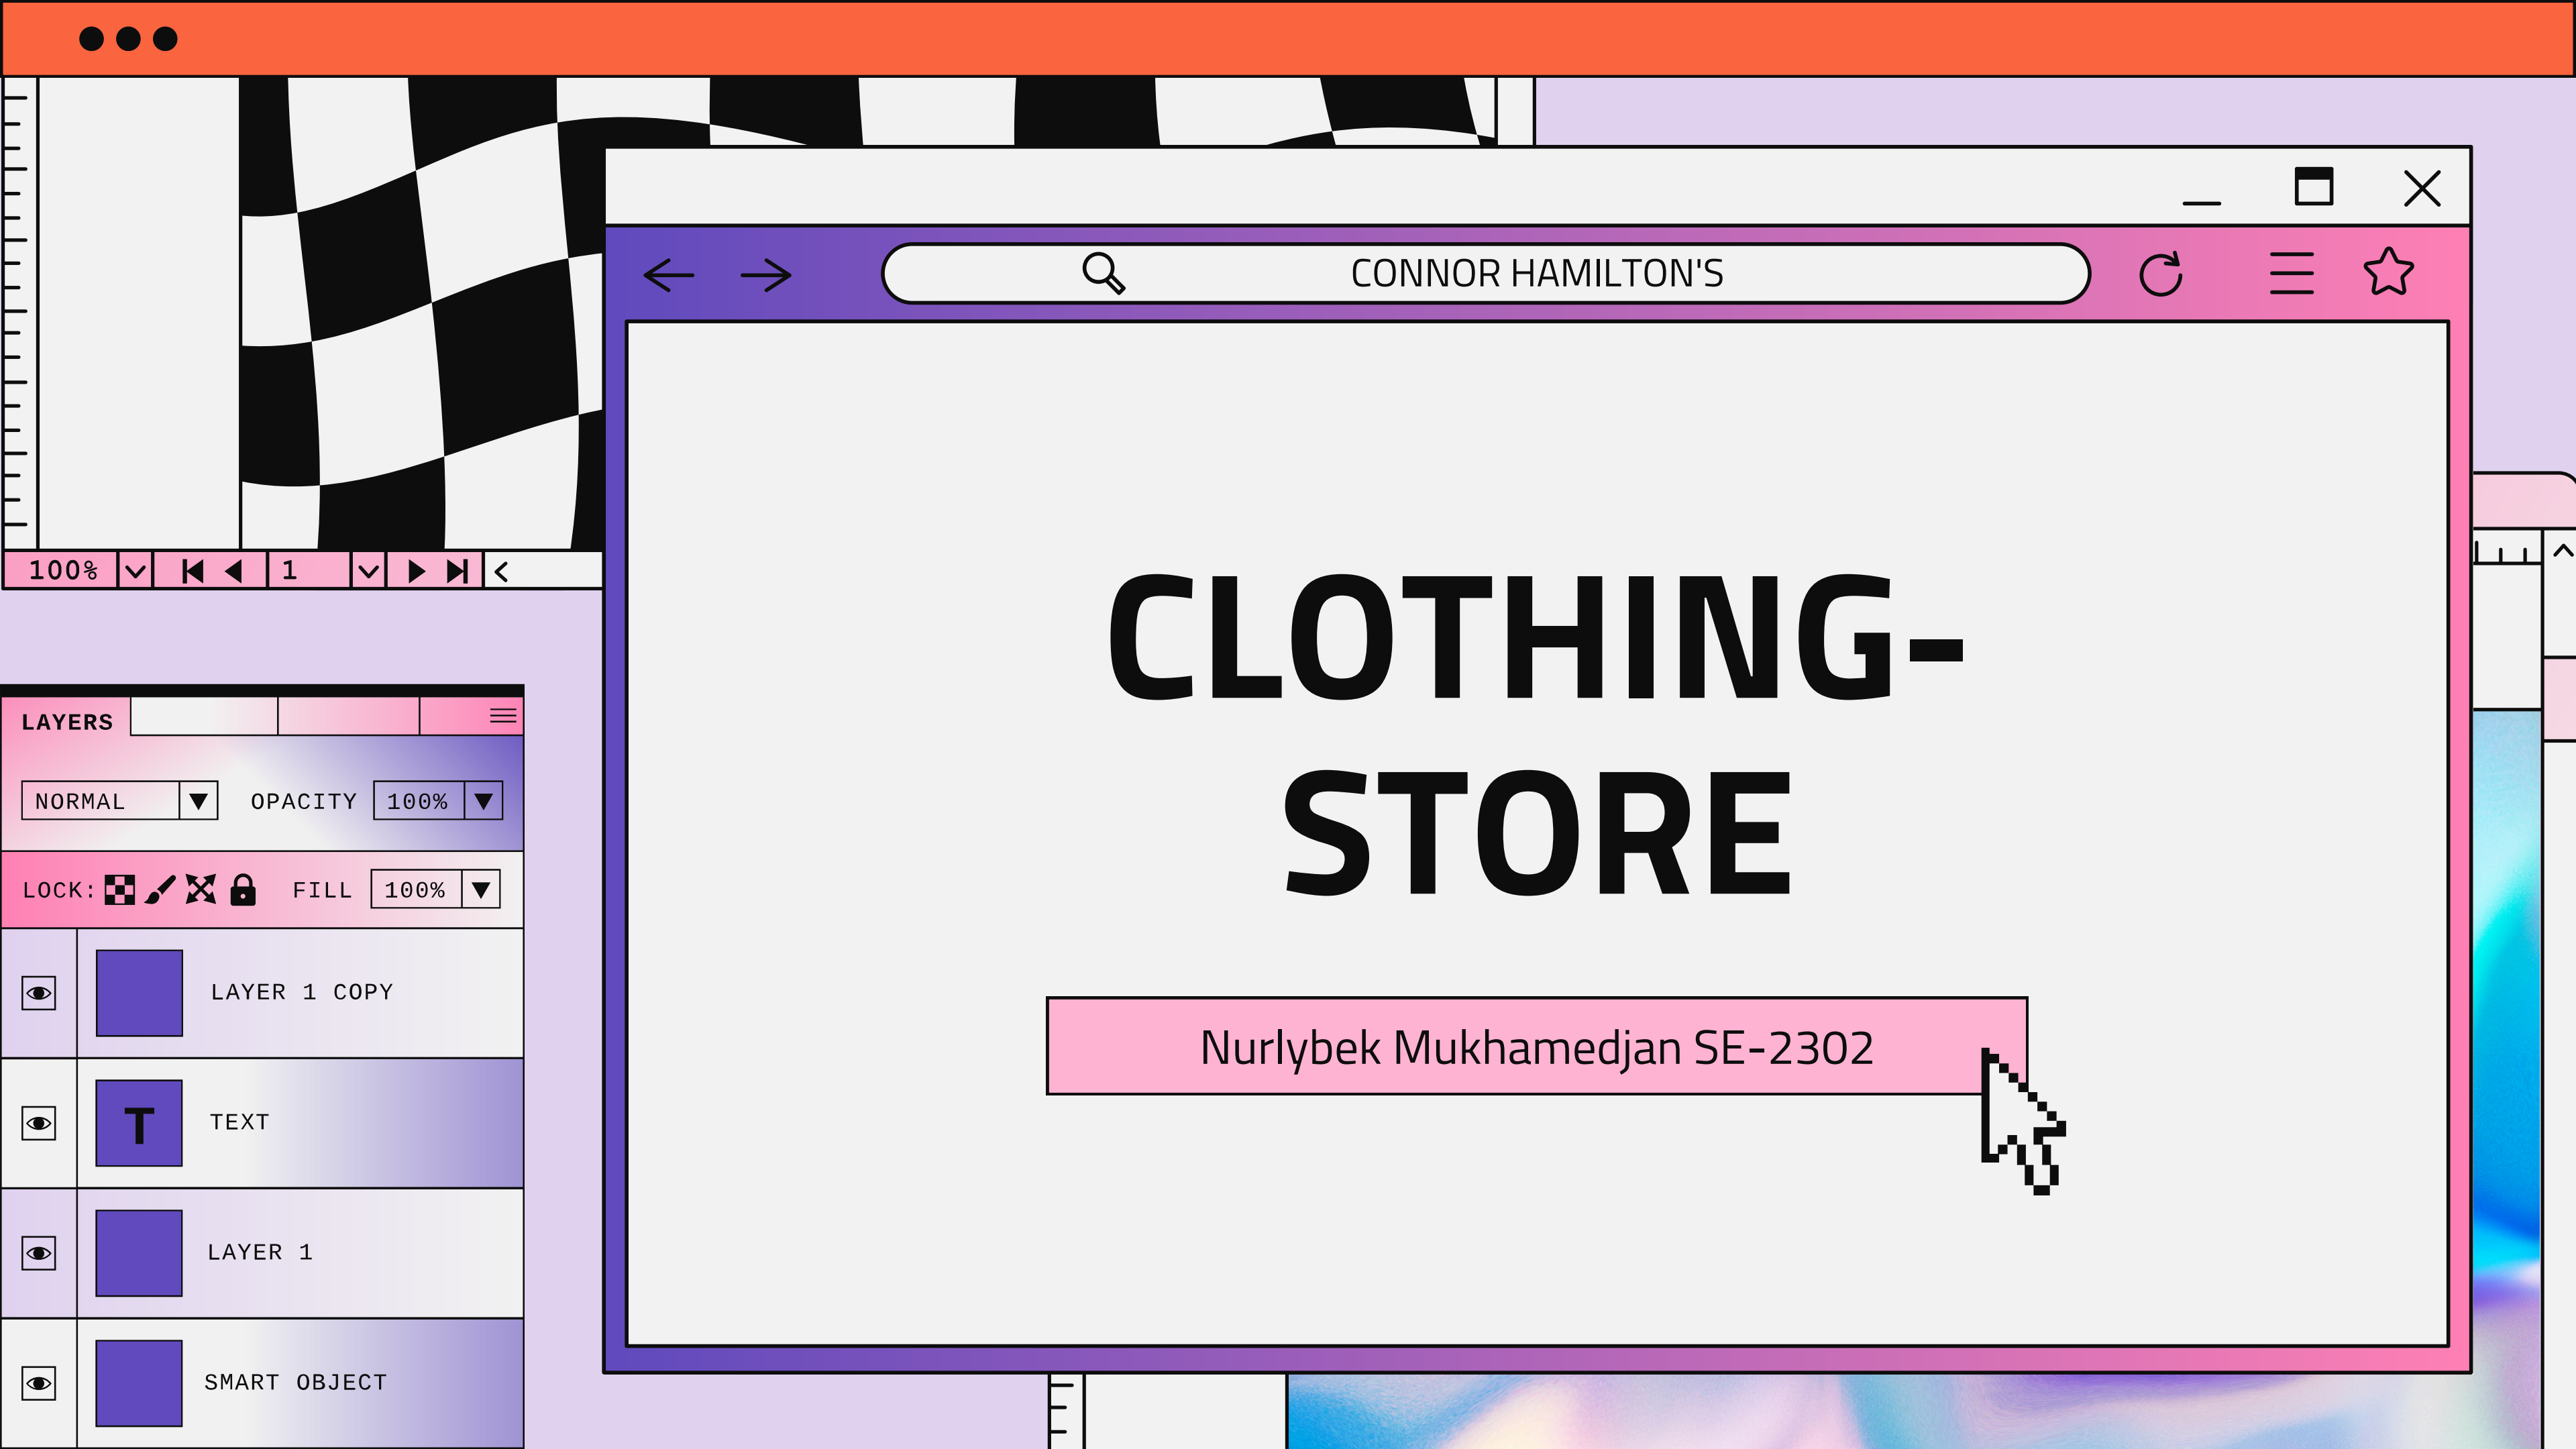 CONNOR HAMILTON'S
CLOTHING-
STORE
Nurlybek Mukhamedjan SE-2302
100% 1
LAYERS
NORMAL OPACITY 100%
LOCK: FILL 100%
LAYER 1 COPY
T TEXT
LAYER 1
SMART OBJECT